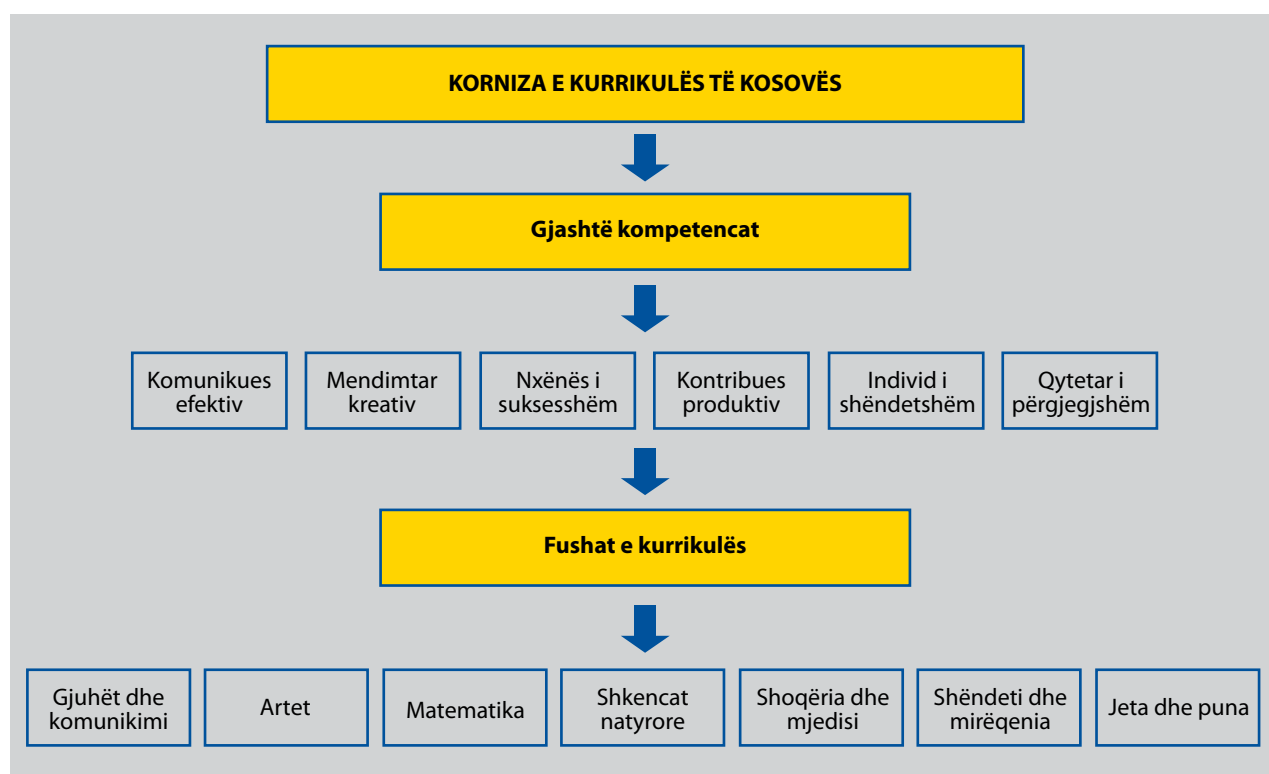 KORNIZA E KURRIKULËS TË KOSOVËS
Gjashtë kompetencat
Komunikues
efektiv
Mendimtar
kreativ
Nxënës i
suksesshëm
Kontribues
produktiv
Individ i
shëndetshëm
Qytetar i
përgjegjshëm
Fushat e kurrikulës
Gjuhët dhe
komunikimi
Artet
Matematika
Shkencat
natyrore
Shoqëria dhe
mjedisi
Shëndeti dhe
mirëqenia
Jeta dhe puna